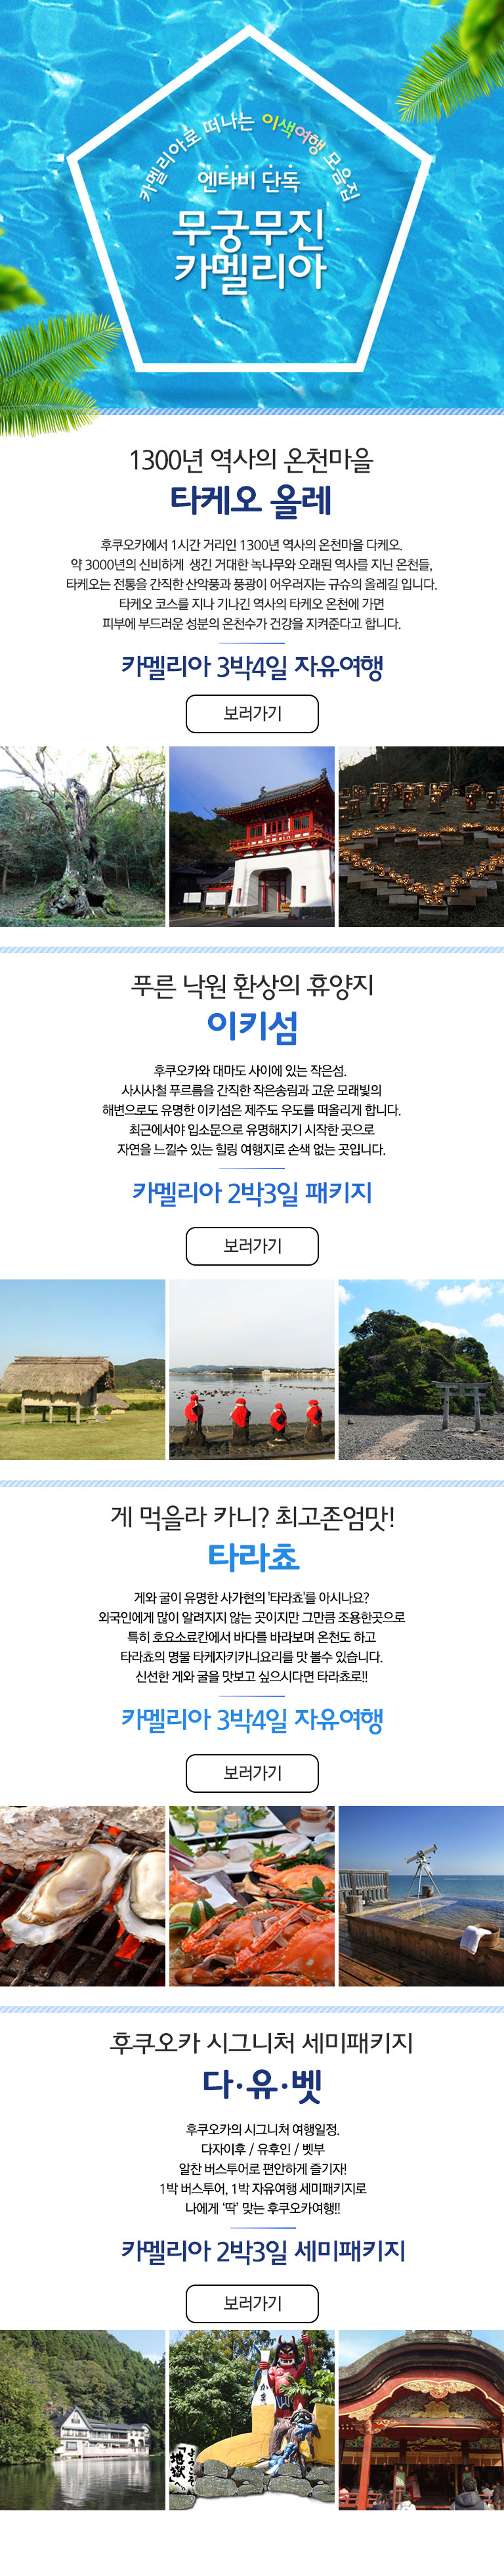 카멜리아로 떠나는 이색여행 모음집
엔타비 단독
무궁무진
카멜리아
1300년 역사의 온천마을
타케오 올레
후쿠오카에서 1시간 거리인 1300년 역사의 온천마을 다케오.
약 3000년의 신비하게 생긴 거대한 녹나무와 오래된 역사를 지닌 온천들,
타케오는 전통을 간직한 산악풍과 풍광이 어우러지는 규슈의 올레길 입니다.
타케오 코스를 지나 기나긴 역사의 타케오 온천에 가면
피부에 부드러운 성분의 온천수가 건강을 지켜준다고 합니다.
카멜리아 3박4일 자유여행
보러가기
푸른 낙원 환상의 휴양지
이키섬
후쿠오카와 대마도 사이에 있는 작은섬.
사시사철 푸르름을 간직한 작은송림과 고운 모래빛의
해변으로도 유명한 이키섬은 제주도 우도를 떠올리게 합니다.
최근에서야 입소문으로 유명해지기 시작한 곳으로
자연을 느낄수 있는 힐링 여행지로 손색 없는 곳입니다.
카멜리아 2박3일 패키지
보러가기
게 먹을라 카니? 최고존엄맛!
타라쵸
게와 굴이 유명한 사가현의 '타라쵸'를 아시나요?
외국인에게 많이 알려지지 않는 곳이지만 그만큼 조용한곳으로
특히 호요소료칸에서 바다를 바라보며 온천도 하고
타라쵸의 명물 타케자키카니요리를 맛 볼수 있습니다.
신선한 게와 굴을 맛보고 싶으시다면 타라쵸로!!
카멜리아 3박4일 자유여행
보러가기
후쿠오카 시그니처 세미패키지
다·유·벳
후쿠오카의 시그니처 여행일정.
다자이후 / 유후인 / 벳부
알찬 버스투어로 편안하게 즐기자!
1박 버스투어, 1박 자유여행 세미패키지로
나에게 '딱' 맞는 후쿠오카여행!!
카멜리아 2박3일 세미패키지
보러가기
ようこそ
「地獄」へ。